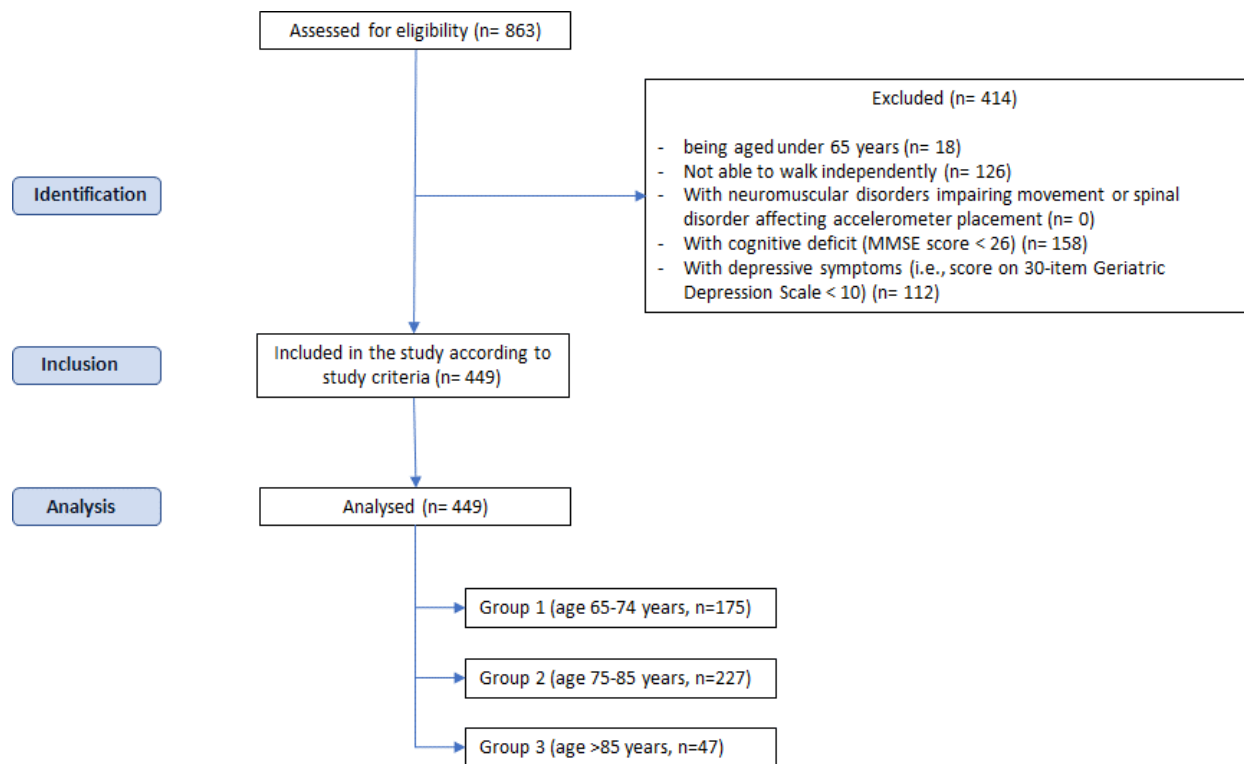 Assessed for eligibility (n= 863)
Excluded (n= 414)
- being aged under 65 years (n= 18)
- Not able to walk independently (n= 126)
- With neuromuscular disorders impairing movement or spinal
disorder affecting accelerometer placement (n= 0)
- With cognitive deficit (MMSE score < 26) (n= 158)
- With depressive symptoms (i.e., score on 30-item Geriatric
Depression Scale < 10) (n= 112)
Identification
Inclusion
Included in the study according to
study criteria (n= 449)
Analysis
Analysed (n= 449)
Group 1 (age 65-74 years, n=175)
Group 2 (age 75-85 years, n=227)
Group 3 (age >85 years, n=47)